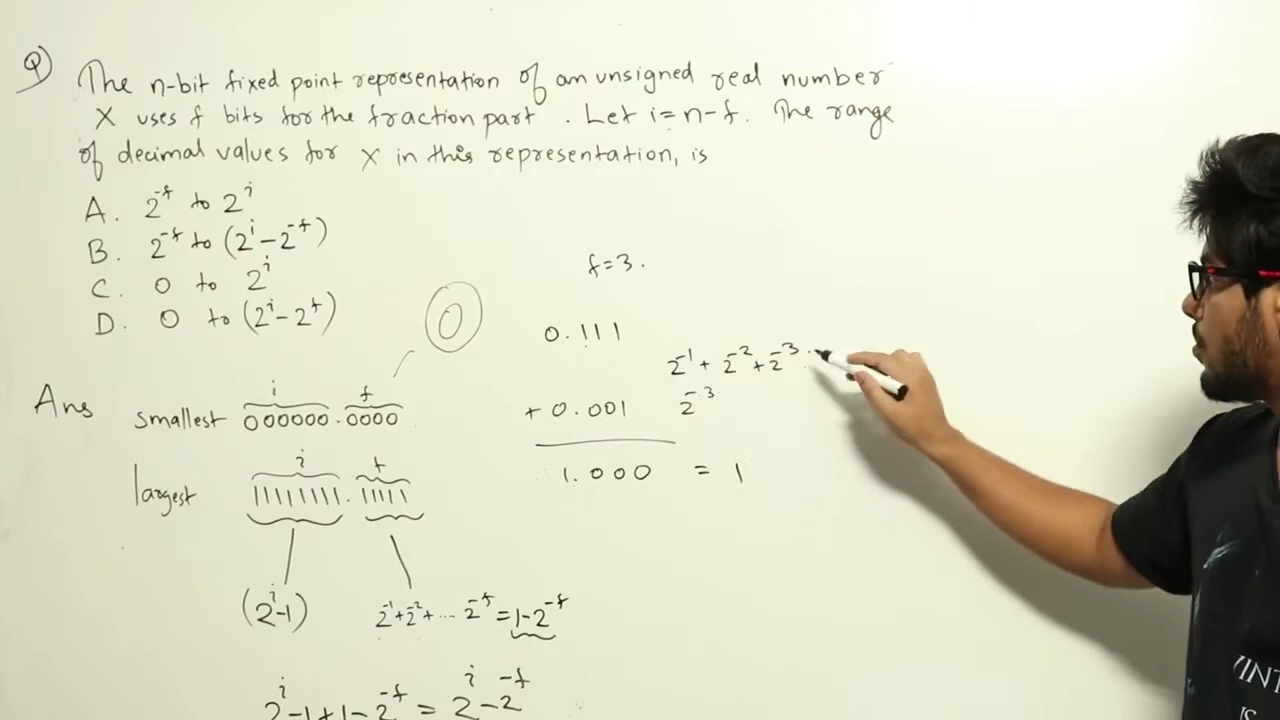 Q) The n-bit fixed point representation of an unsigned real number
X uses f bits for the fraction part. Let i = n-f. The range
of decimal values for X in this representation, is
A. 2^-f to 2^i
B. 2^-f to (2^i - 2^-f)
C. 0 to 2^i
D. 0 to (2^i - 2^-f)
0
Ans
i f
smallest 000000.0000
i f
largest 11111111.11111
(2^i-1)
2^-1+2^-2+....2^-f = 1-2^-f
2^i-1+1-2^-f = 2^i-2^-f
f=3.
0.111
2^-1 + 2^-2 + 2^-3
+ 0.001 2^-3
1.000 = 1